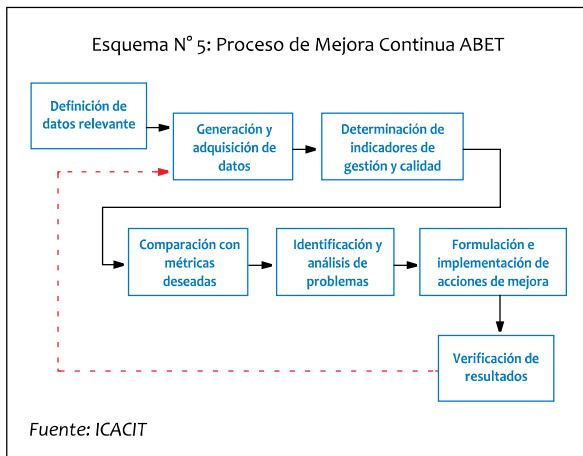 Esquema N° 5: Proceso de Mejora Continua ABET
Definición de
datos relevante
Generación y
adquisición de
datos
Determinación de
indicadores de
gestión y calidad
Comparación con
métricas
deseadas
Identificación y
análisis de
problemas
Formulación e
implementación de
acciones de mejora
Verificación de
resultados
Fuente: ICACIT